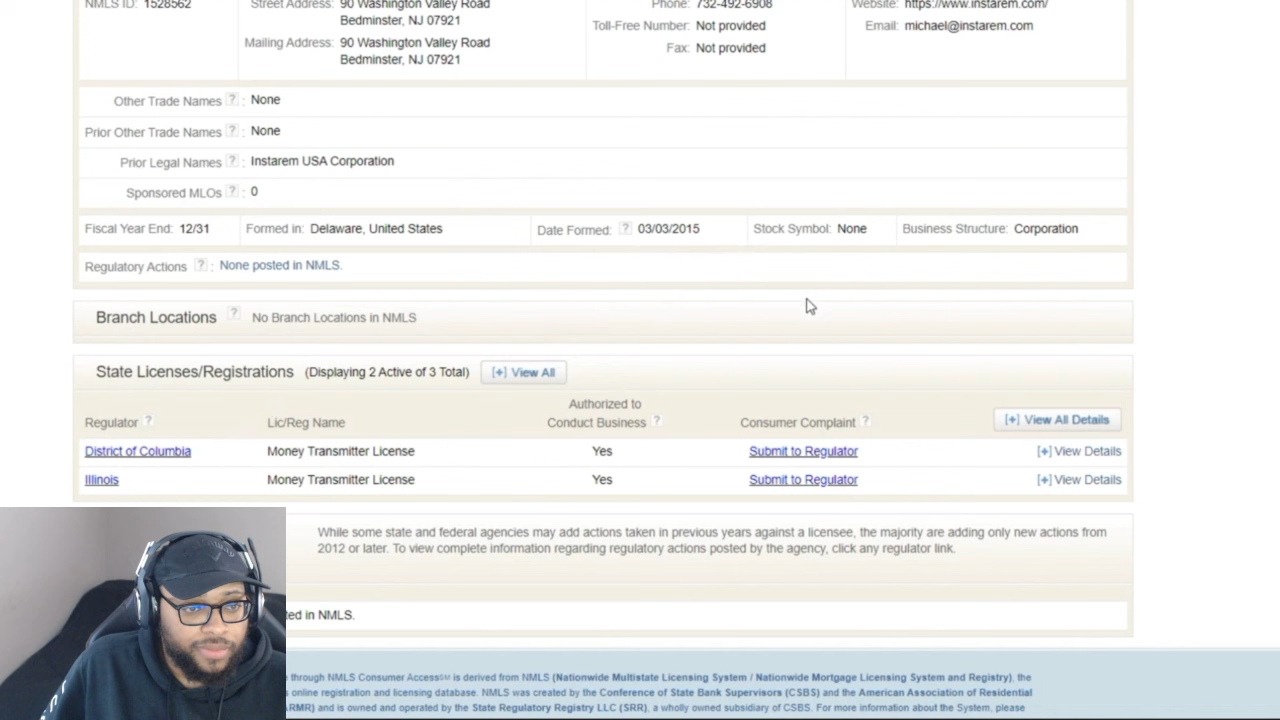 NMLS ID: 1528562
Street Address: 90 Washington Valley Road
Bedminster, NJ 07921
Mailing Address: 90 Washington Valley Road
Bedminster, NJ 07921
Phone: 732-492-6908
Toll-Free Number: Not provided
Fax: Not provided
Website: https://www.instarem.com/
Email: michael@instarem.com
Other Trade Names ? : None
Prior Other Trade Names ? : None
Prior Legal Names ? : Instarem USA Corporation
Sponsored MLOs ? : 0
Fiscal Year End: 12/31 Formed in: Delaware, United States Date Formed: ? 03/03/2015 Stock Symbol: None Business Structure: Corporation
Regulatory Actions ? : None posted in NMLS.
Branch Locations ? No Branch Locations in NMLS
State Licenses/Registrations (Displaying 2 Active of 3 Total) [+] View All
Regulator ? Lic/Reg Name Authorized to Conduct Business ? Consumer Complaint ? [+] View All Details
District of Columbia Money Transmitter License Yes Submit to Regulator [+] View Details
Illinois Money Transmitter License Yes Submit to Regulator [+] View Details
While some state and federal agencies may add actions taken in previous years against a licensee, the majority are adding only new actions from
2012 or later. To view complete information regarding regulatory actions posted by the agency, click any regulator link.
ted in NMLS.
through NMLS Consumer Access℠ is derived from NMLS (Nationwide Multistate Licensing System / Nationwide Mortgage Licensing System and Registry), the
online registration and licensing database. NMLS was created by the Conference of State Bank Supervisors (CSBS) and the American Association of Residential
ARMR) and is owned and operated by the State Regulatory Registry LLC (SRR), a wholly owned subsidiary of CSBS. For more information about the System, please